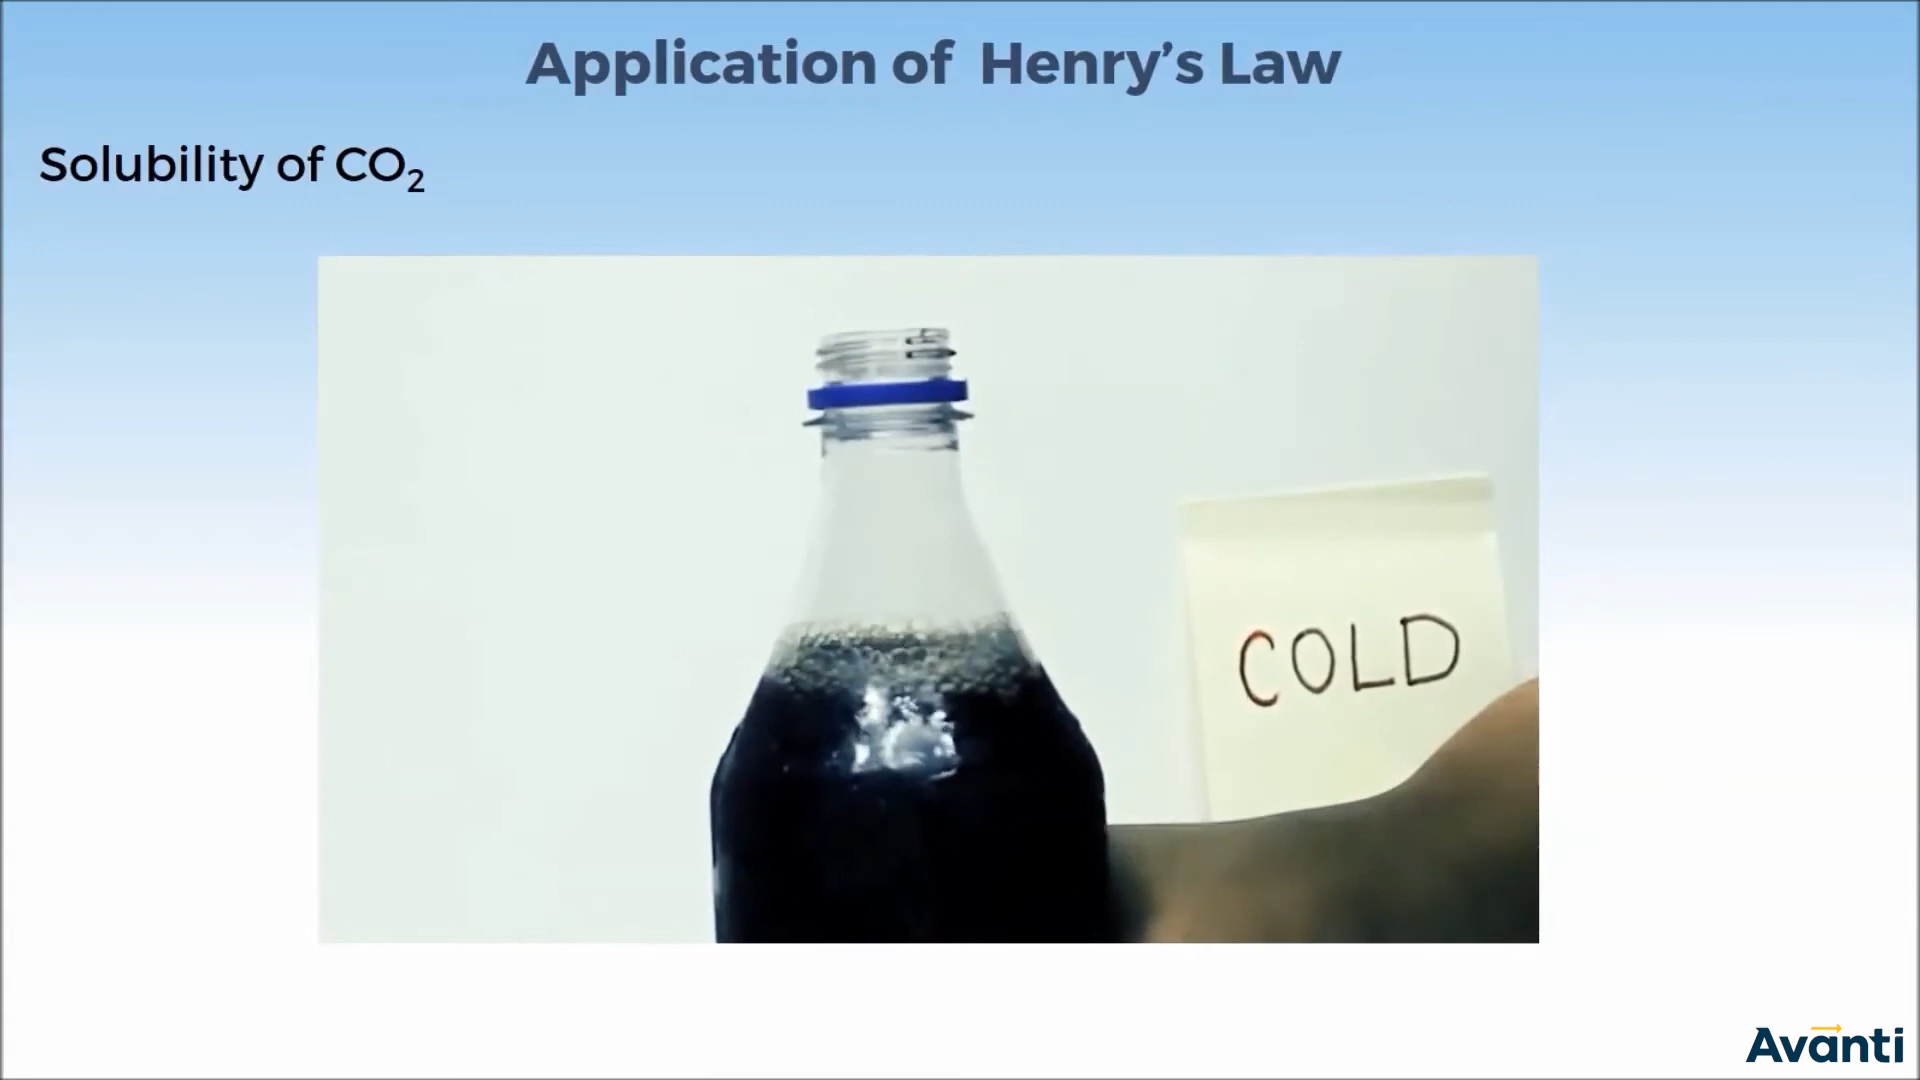 Application of Henry's Law
Solubility of CO₂
COLD
Avanti